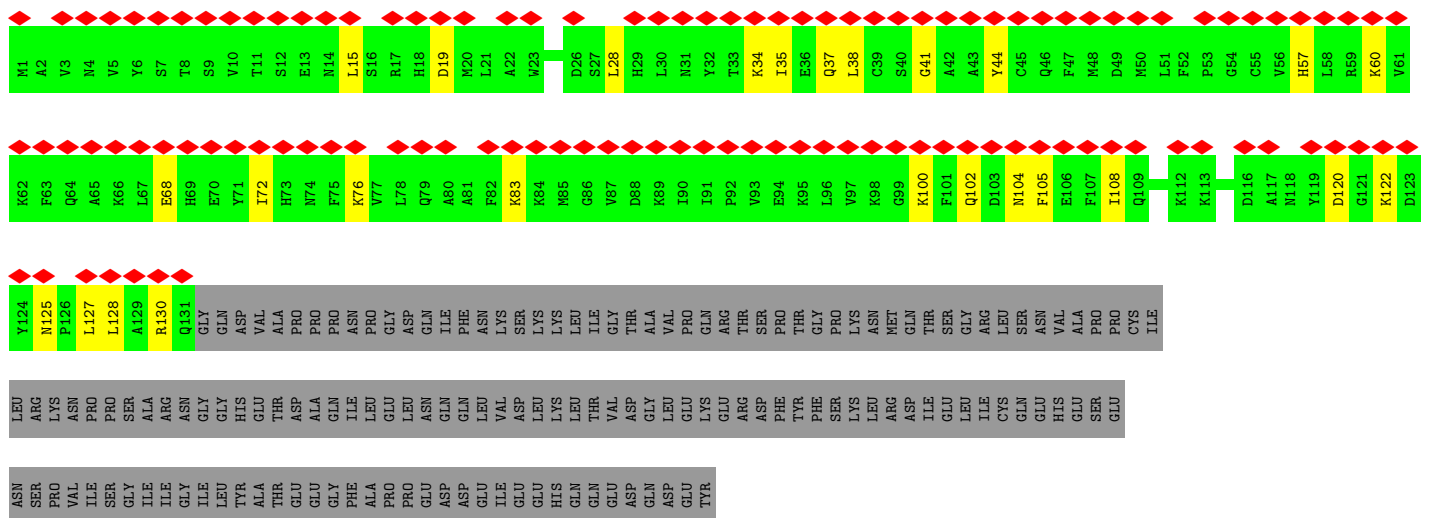 M1 A2 V3 N4 V5 Y6 S7 T8 S9 V10 T11 S12 E13 N14 L15 S16 R17 H18 D19 M20 L21 A22 W23 D26 S27 L28 H29 L30 N31 Y32 T33 K34 I35 E36 Q37 L38 C39 S40 G41 A42 A43 Y44 C45 Q46 F47 M48 D49 M50 L51 F52 P53 G54 C55 V56 H57 L58 R59 K60 V61
K62 F63 Q64 A65 K66 L67 E68 H69 E70 Y71 I72 H73 N74 F75 K76 V77 L78 Q79 A80 A81 F82 K83 K84 M85 G86 V87 D88 K89 I90 I91 P92 V93 E94 K95 L96 V97 K98 G99 K100 F101 Q102 D103 N104 F105 E106 F107 I108 Q109 K112 K113 D116 A117 N118 Y119 D120 G121 K122 D123
Y124 N125 P126 L127 L128 A129 R130 Q131 GLY GLN ASP VAL ALA PRO PRO PRO ASN PRO GLY ASP GLN ILE PHE ASN LYS SER LYS LYS LEU ILE GLY THR ALA VAL PRO GLN ARG THR SER PRO THR GLY PRO LYS ASN MET GLN THR SER GLY ARG LEU SER ASN VAL ALA PRO PRO CYS ILE
LEU ARG LYS ASN PRO PRO SER ALA ARG ASN GLY GLY HIS GLU THR ASP ALA GLN ILE LEU GLU LEU ASN GLN GLN LEU VAL ASP LEU LYS LEU THR VAL ASP GLY LEU GLU LYS GLU ARG ASP PHE TYR PHE SER LYS LEU ARG ASP ILE GLU LEU ILE CYS GLN GLU HIS GLU SER GLU
ASN SER PRO VAL ILE SER GLY ILE ILE GLY ILE LEU TYR ALA THR GLU GLU GLY PHE ALA PRO PRO GLU ASP ASP GLU ILE GLU GLU HIS GLN GLN GLU ASP GLN ASP GLU TYR